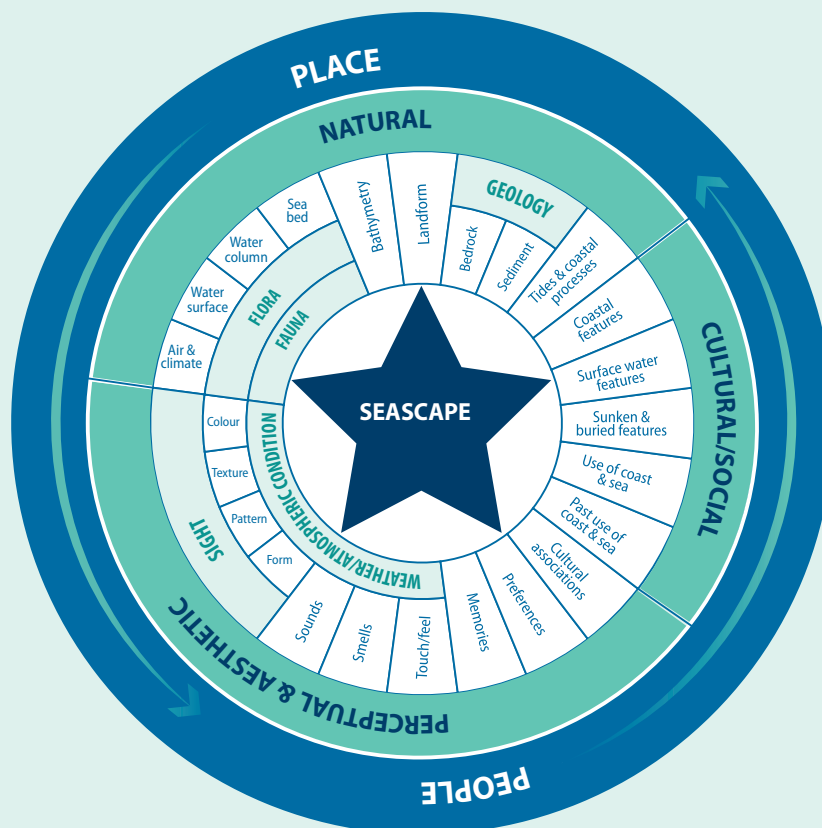 PLACE
NATURAL
Sea
bed
Bathymetry
Landform
GEOLOGY
Bedrock
Sediment
Tides & coastal
processes
Water
column
Water
surface
Air &
climate
FLORA
FAUNA
Coastal
features
Surface water
features
Sunken &
buried features
Use of coast
& sea
Past use of
coast & sea
CULTURAL/SOCIAL
SEASCAPE
Colour
Texture
Pattern
Form
SIGHT
WEATHER/ATMOSPHERIC CONDITION
Sounds
Smells
Touch/feel
Memories
Preferences
Cultural
associations
PERCEPTUAL & AESTHETIC
PEOPLE